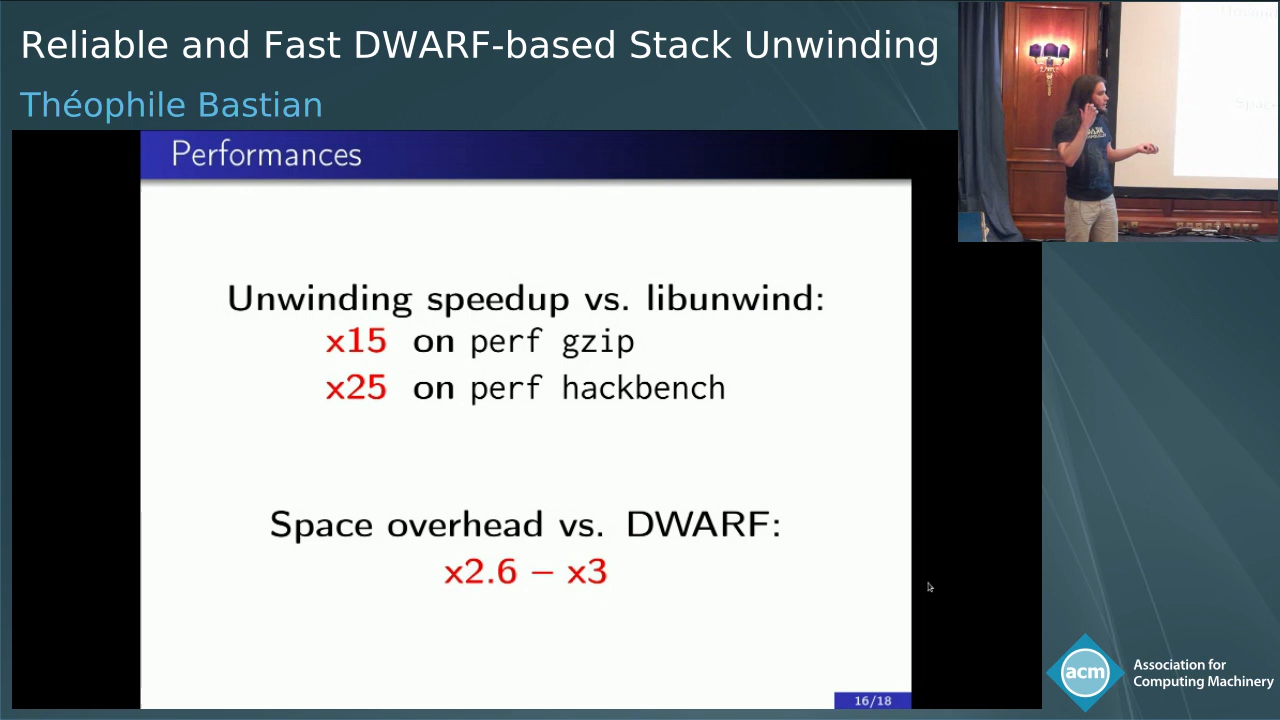 Reliable and Fast DWARF-based Stack Unwinding
Théophile Bastian
Performances
Unwinding speedup vs. libunwind:
x15 on perf gzip
x25 on perf hackbench
Space overhead vs. DWARF:
x2.6 – x3
16/18
acm
Association for
Computing Machinery